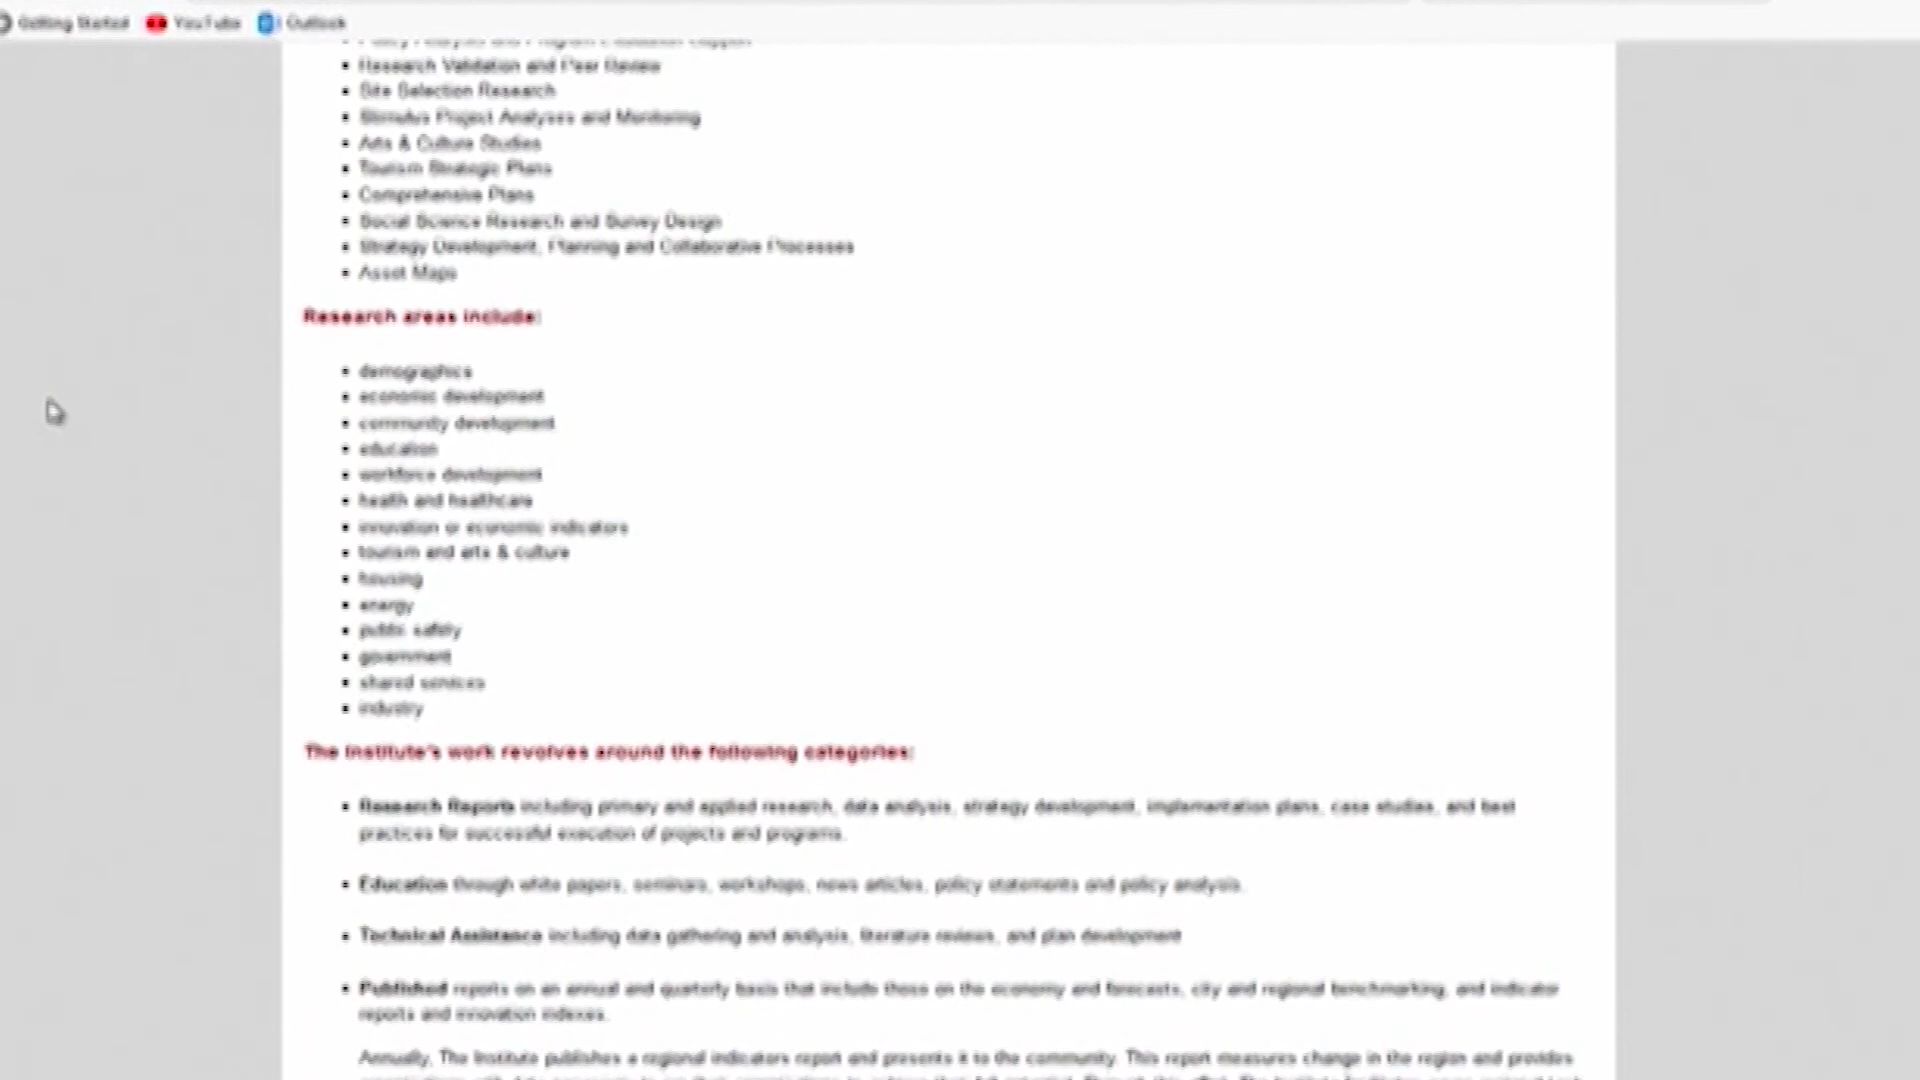 Getting Started YouTube Outlook
Policy Analysis and Program Evaluation Support
Research Validation and Peer Review
Site Selection Research
Stimulus Project Analyses and Monitoring
Arts & Culture Studies
Tourism Strategic Plans
Comprehensive Plans
Social Science Research and Survey Design
Strategy Development, Planning and Collaborative Processes
Asset Maps
Research areas include:
demographics
economic development
community development
education
workforce development
health and healthcare
innovation or economic indicators
tourism and arts & culture
housing
energy
public safety
government
shared services
industry
The Institute's work revolves around the following categories:
Research Reports including primary and applied research, data analysis, strategy development, implementation plans, case studies, and best
practices for successful execution of projects and programs.
Education through white papers, seminars, workshops, news articles, policy statements and policy analysis.
Technical Assistance including data gathering and analysis, literature reviews, and plan development
Published reports on an annual and quarterly basis that include those on the economy and forecasts, city and regional benchmarking, and indicator
reports and innovation indexes.
Annually, The Institute publishes a regional indicators report and presents it to the community. This report measures change in the region and provides